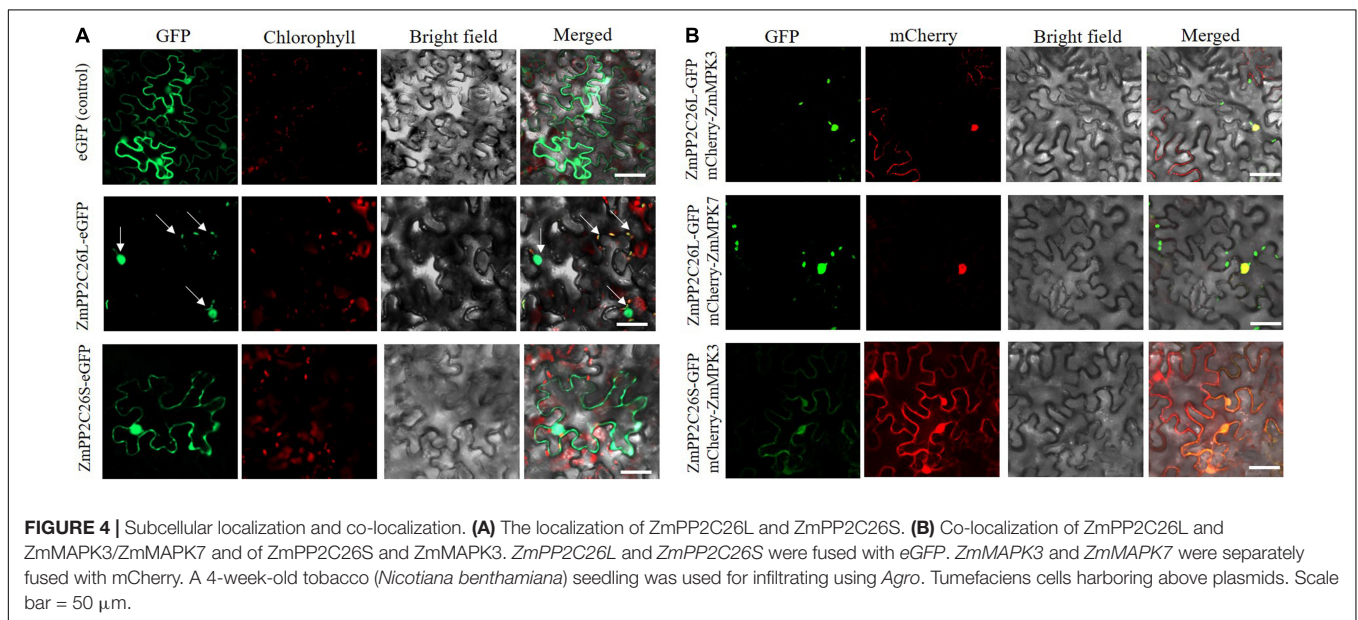 A
GFP
Chlorophyll
Bright field
Merged
eGFP (control)
ZmPP2C26L-eGFP
ZmPP2C26S-eGFP
B
GFP
mCherry
Bright field
Merged
ZmPP2C26L-GFP
mCherry-ZmMPK3
ZmPP2C26L-GFP
mCherry-ZmMPK7
ZmPP2C26S-GFP
mCherry-ZmMPK3
FIGURE 4 | Subcellular localization and co-localization. (A) The localization of ZmPP2C26L and ZmPP2C26S. (B) Co-localization of ZmPP2C26L and
ZmMAPK3/ZmMAPK7 and of ZmPP2C26S and ZmMAPK3. ZmPP2C26L and ZmPP2C26S were fused with eGFP. ZmMAPK3 and ZmMAPK7 were separately
fused with mCherry. A 4-week-old tobacco (Nicotiana benthamiana) seedling was used for infiltrating using Agro. Tumefaciens cells harboring above plasmids. Scale
bar = 50 μm.